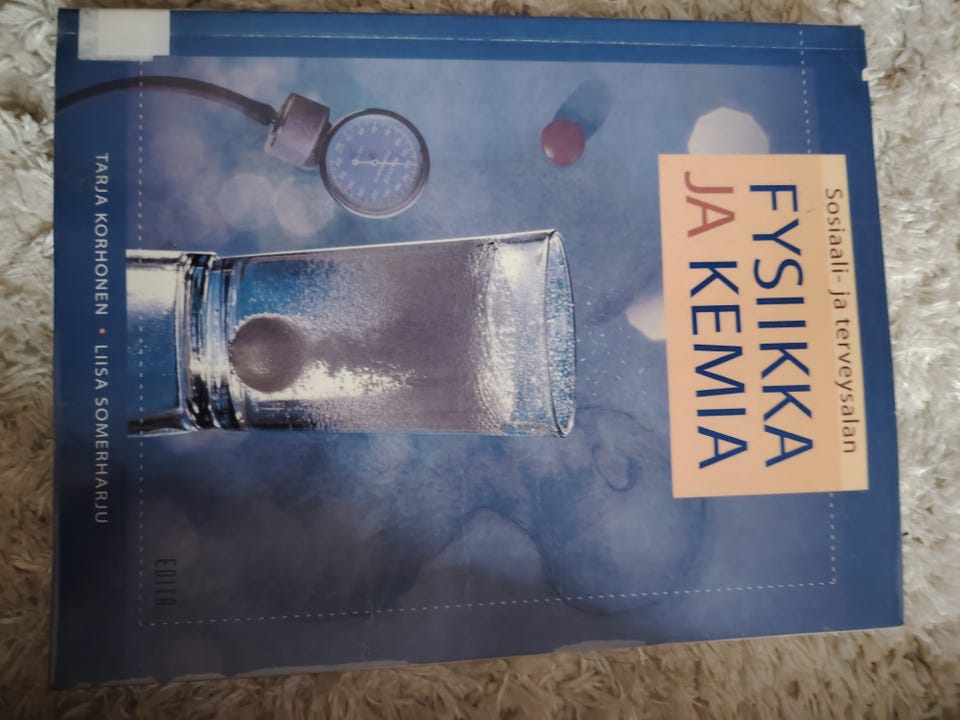 Sosiaali- ja terveysalan
FYSIIKKA
JA KEMIA
TARJA KORHONEN • LIISA SOMERHARJU
EDITA